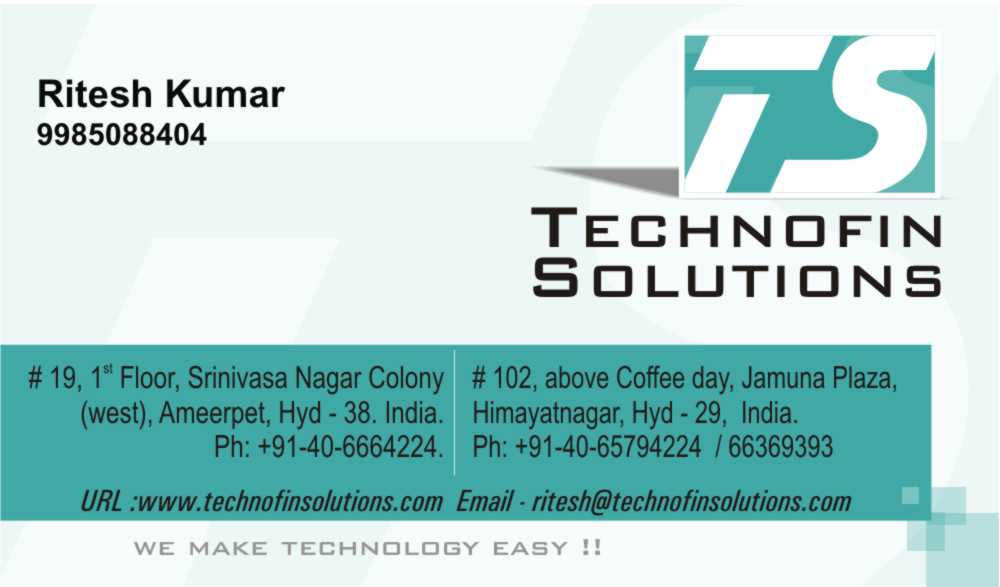 Ritesh Kumar
9985088404
TS
TECHNOFIN
SOLUTIONS
# 19, 1st Floor, Srinivasa Nagar Colony
(west), Ameerpet, Hyd - 38. India.
Ph: +91-40-6664224.
# 102, above Coffee day, Jamuna Plaza,
Himayatnagar, Hyd - 29, India.
Ph: +91-40-65794224 / 66369393
URL :www.technofinsolutions.com Email - ritesh@technofinsolutions.com
WE MAKE TECHNOLOGY EASY !!